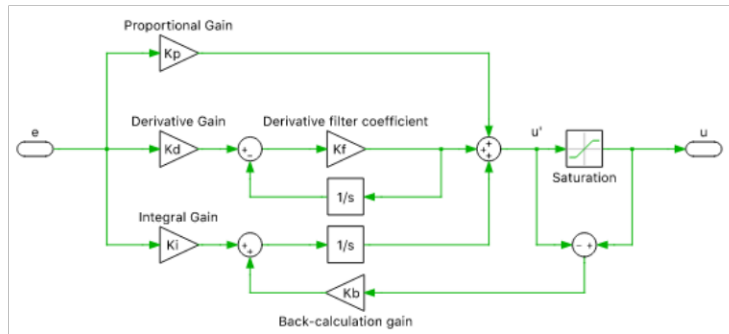 Proportional Gain
Kp
e
Derivative Gain
Derivative filter coefficient
Kd
+
-
Kf
+
+
+
u'
u
Saturation
1/s
Integral Gain
Ki
+
+
1/s
- +
Kb
Back-calculation gain